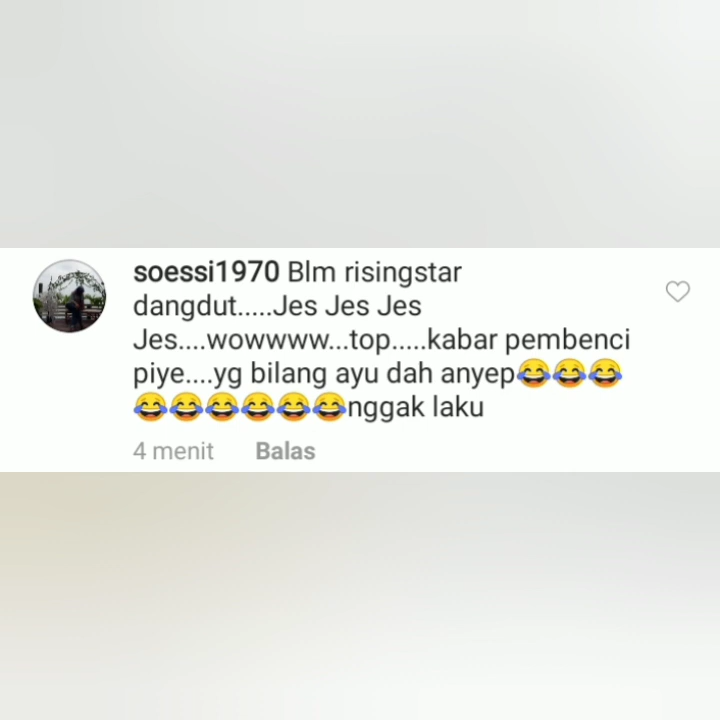 soessi1970 Blm risingstar
dangdut.....Jes Jes Jes
Jes....wowwww...top.....kabar pembenci
piye....yg bilang ayu dah anyep😂😂😂
😂😂😂😂😂😂nggak laku
4 menit Balas